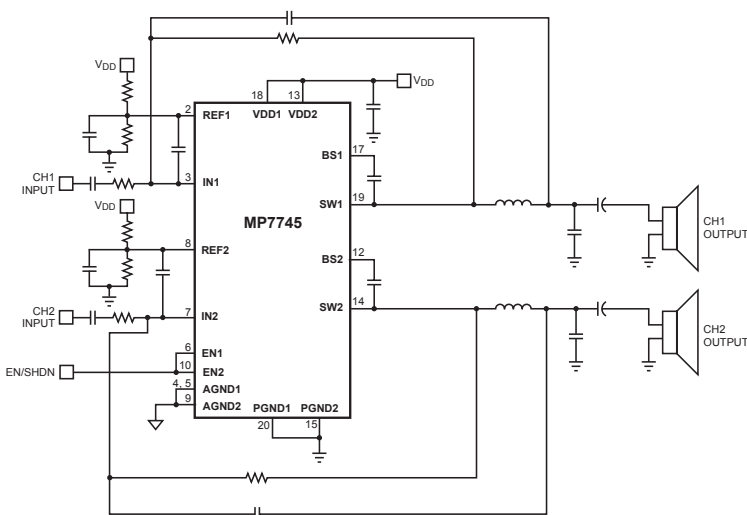 VDD
VDD
18
13
2
REF1
VDD1
VDD2
17
BS1
CH1
INPUT
3
IN1
19
SW1
CH1
OUTPUT
VDD
MP7745
8
REF2
12
BS2
14
SW2
CH2
INPUT
7
IN2
CH2
OUTPUT
6
EN1
EN/SHDN
10
EN2
4, 5
AGND1
9
AGND2
PGND1
PGND2
20
15